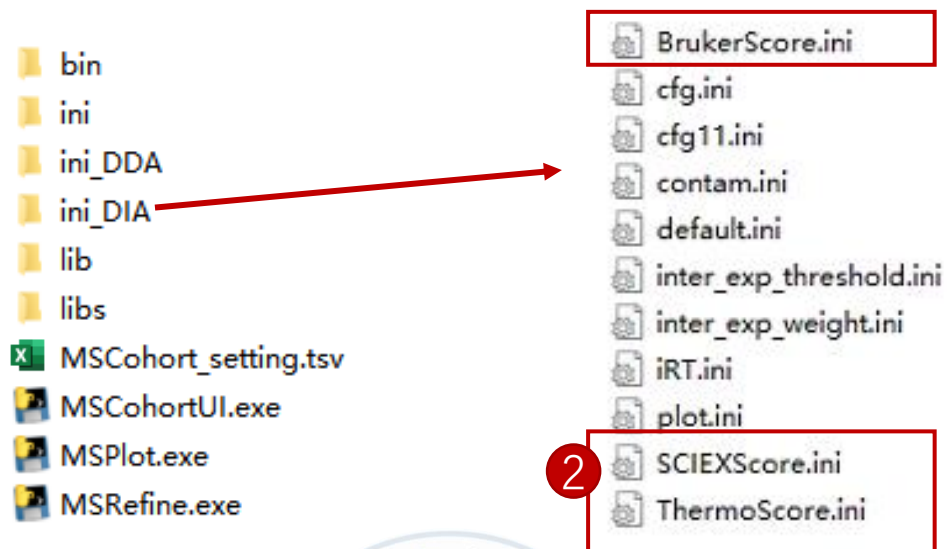 bin
ini
ini_DDA
ini_DIA
lib
libs
MSCohort_setting.tsv
MSCohortUI.exe
MSPlot.exe
MSRefine.exe
BrukerScore.ini
cfg.ini
cfg11.ini
contam.ini
default.ini
inter_exp_threshold.ini
inter_exp_weight.ini
iRT.ini
plot.ini
2
SCIEXScore.ini
ThermoScore.ini